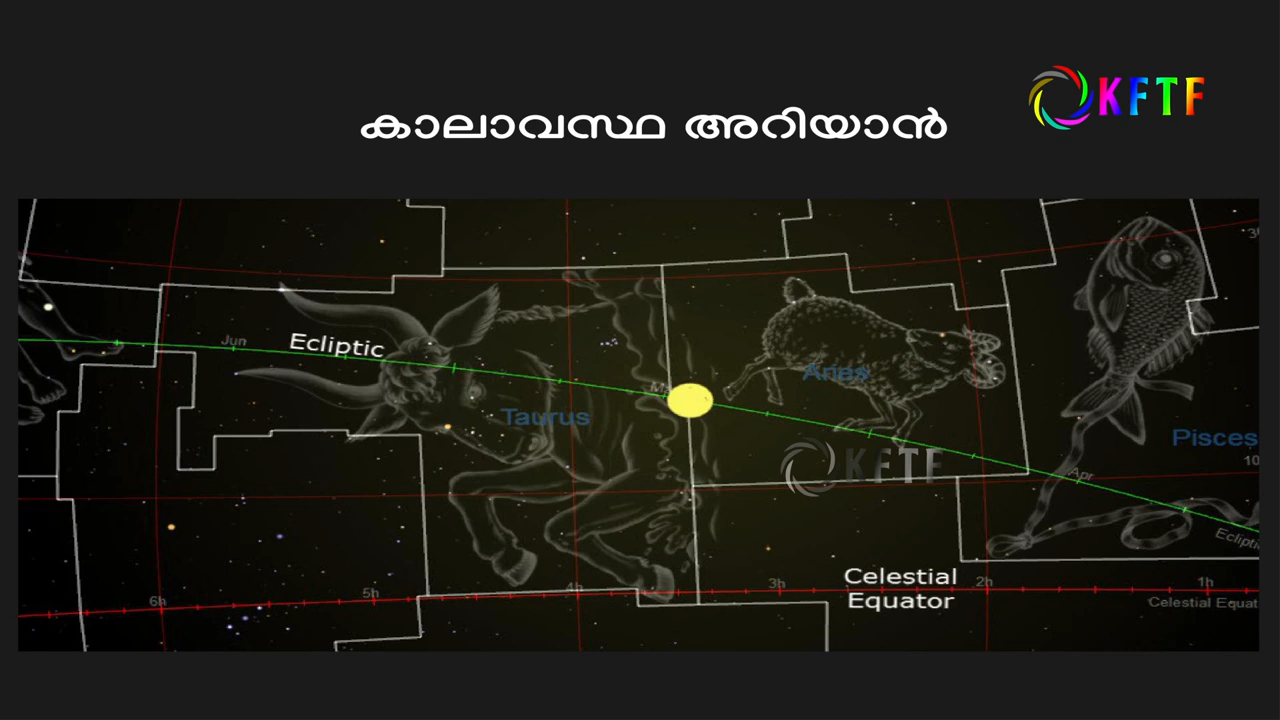 KFTF
കാലാവസ്ഥ അറിയാൻ
Jun
Ecliptic
Taurus
Aries
Pisces
KFTF
Apr
10
Celestial
Equator
6h
5h
4h
3h
2h
1h
Celestial Equat